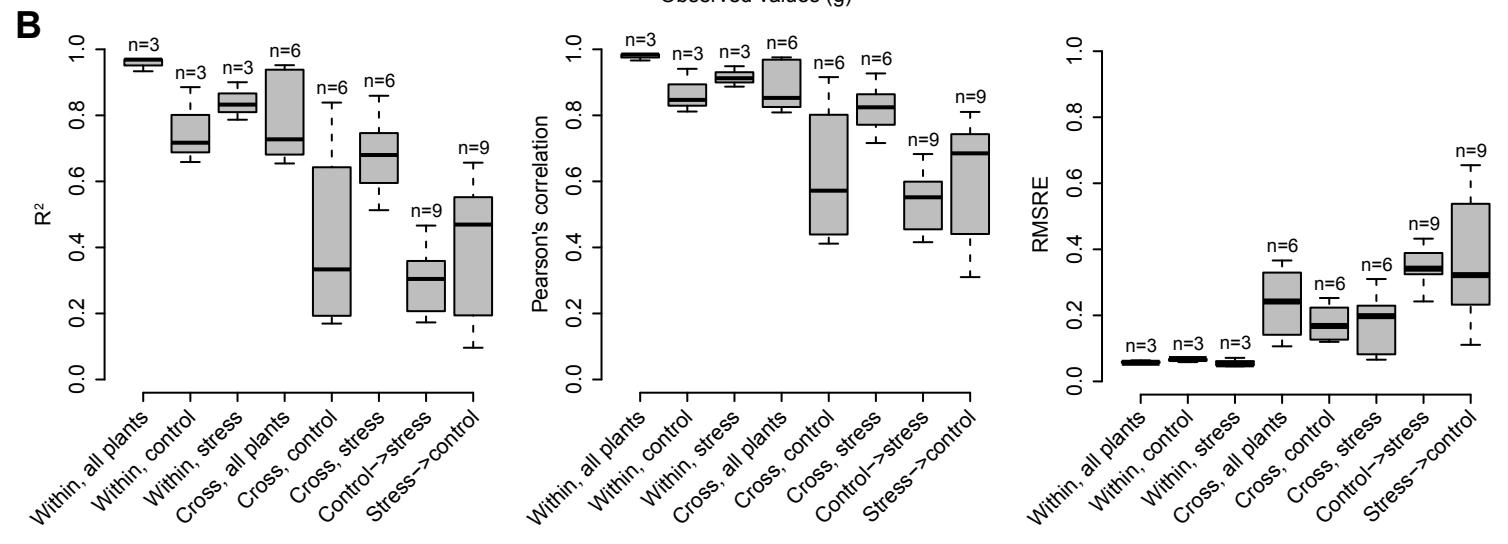 Observed values (g)
B
R²
1.0
0.8
0.6
0.4
0.2
0.0
n=3
n=3
n=3
n=6
n=6
n=6
n=9
n=9
Within, all plants
Within, control
Within, stress
Cross, all plants
Cross, control
Cross, stress
Control−>stress
Stress−>control
Pearson's correlation
1.0
0.8
0.6
0.4
0.2
0.0
n=3
n=3
n=3
n=6
n=6
n=6
n=9
n=9
Within, all plants
Within, control
Within, stress
Cross, all plants
Cross, control
Cross, stress
Control−>stress
Stress−>control
RMSRE
1.0
0.8
0.6
0.4
0.2
0.0
n=3
n=3
n=3
n=6
n=6
n=6
n=9
n=9
Within, all plants
Within, control
Within, stress
Cross, all plants
Cross, control
Cross, stress
Control−>stress
Stress−>control